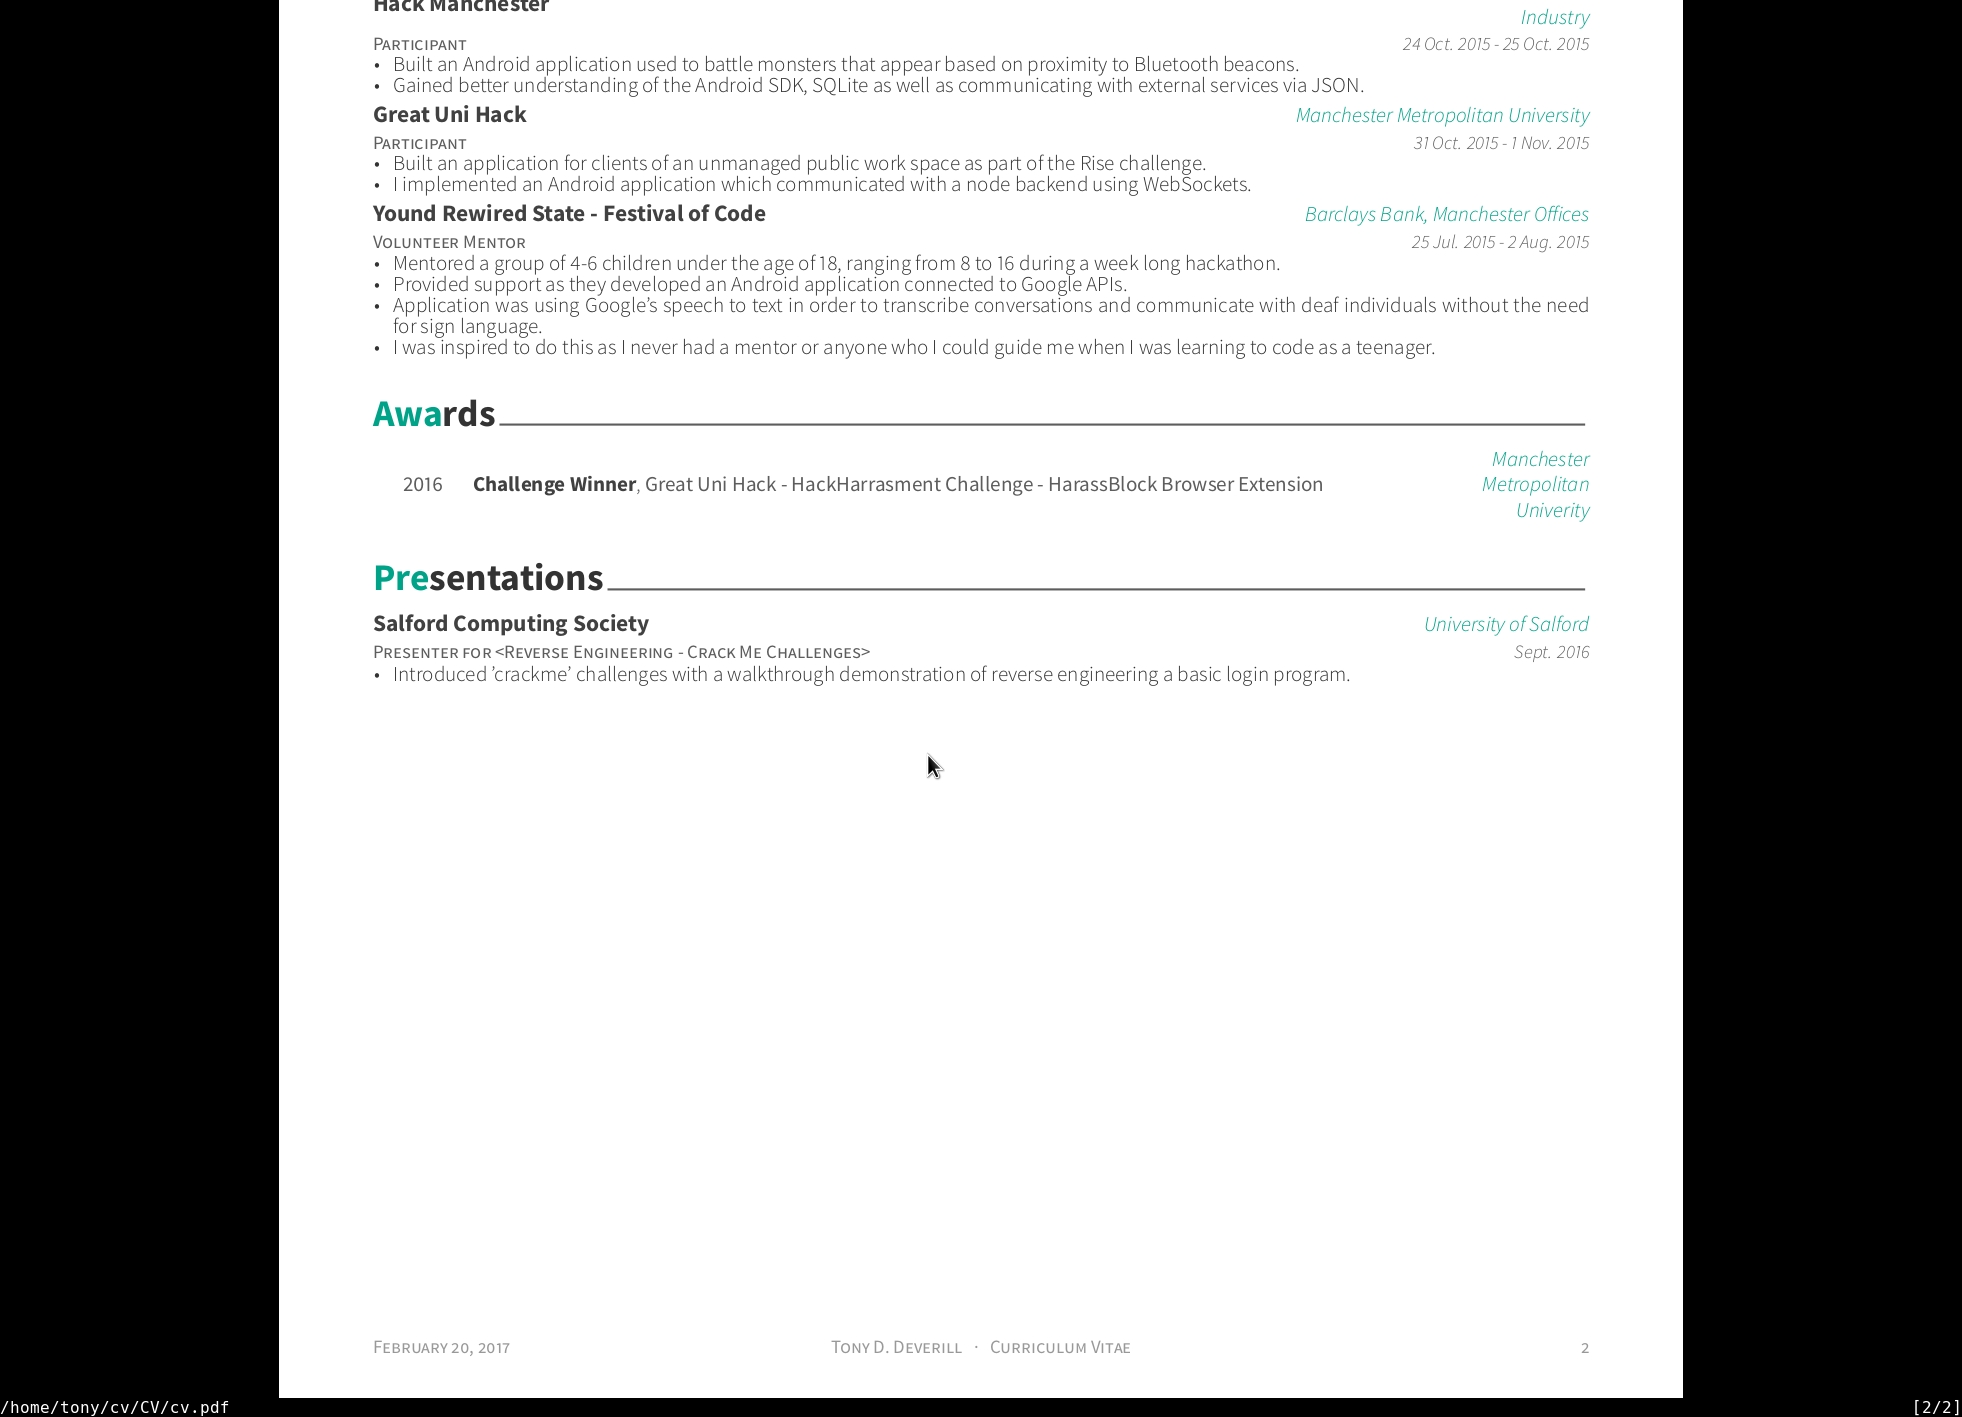 Hack Manchester
Industry
Participant 24 Oct. 2015 - 25 Oct. 2015
• Built an Android application used to battle monsters that appear based on proximity to Bluetooth beacons.
• Gained better understanding of the Android SDK, SQLite as well as communicating with external services via JSON.
Great Uni Hack Manchester Metropolitan University
Participant 31 Oct. 2015 - 1 Nov. 2015
• Built an application for clients of an unmanaged public work space as part of the Rise challenge.
• I implemented an Android application which communicated with a node backend using WebSockets.
Yound Rewired State - Festival of Code Barclays Bank, Manchester Offices
Volunteer Mentor 25 Jul. 2015 - 2 Aug. 2015
• Mentored a group of 4-6 children under the age of 18, ranging from 8 to 16 during a week long hackathon.
• Provided support as they developed an Android application connected to Google APIs.
• Application was using Google’s speech to text in order to transcribe conversations and communicate with deaf individuals without the need
for sign language.
• I was inspired to do this as I never had a mentor or anyone who I could guide me when I was learning to code as a teenager.
Awards
Manchester
2016 Challenge Winner, Great Uni Hack - HackHarrasment Challenge - HarassBlock Browser Extension Metropolitan
Univerity
Presentations
Salford Computing Society University of Salford
Presenter for <Reverse Engineering - Crack Me Challenges> Sept. 2016
• Introduced ’crackme’ challenges with a walkthrough demonstration of reverse engineering a basic login program.
February 20, 2017 Tony D. Deverill · Curriculum Vitae 2
/home/tony/cv/CV/cv.pdf [2/2]